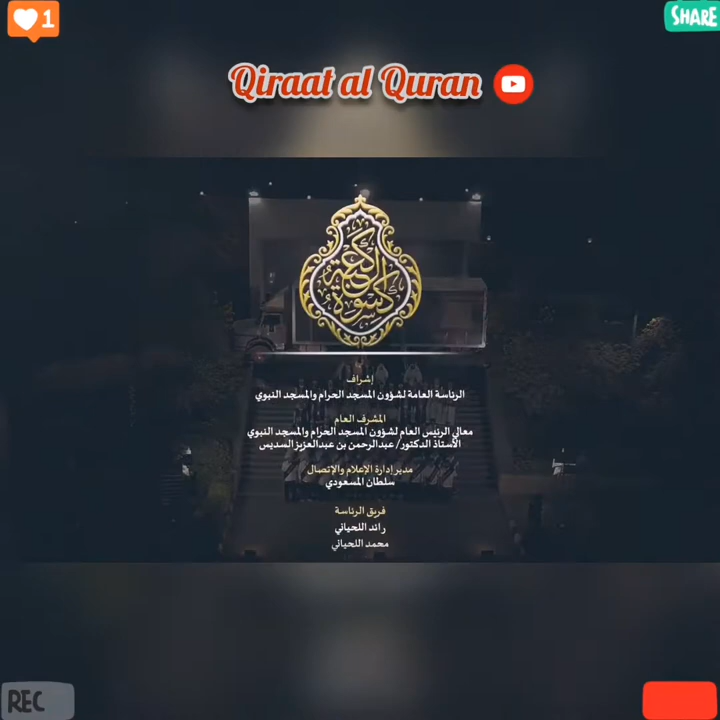 1
SHARE
Qiraat al Quran
كسوة الكعبة
إشراف
الرئاسة العامة لشؤون المسجد الحرام والمسجد النبوي
المشرف العام
معالي الرئيس العام لشؤون المسجد الحرام والمسجد النبوي
الأستاذ الدكتور/ عبدالرحمن بن عبدالعزيز السديس
مدير إدارة الإعلام والإتصال
سلطان المسعودي
فريق الرئاسة
رائد اللحياني
محمد اللحياني
REC